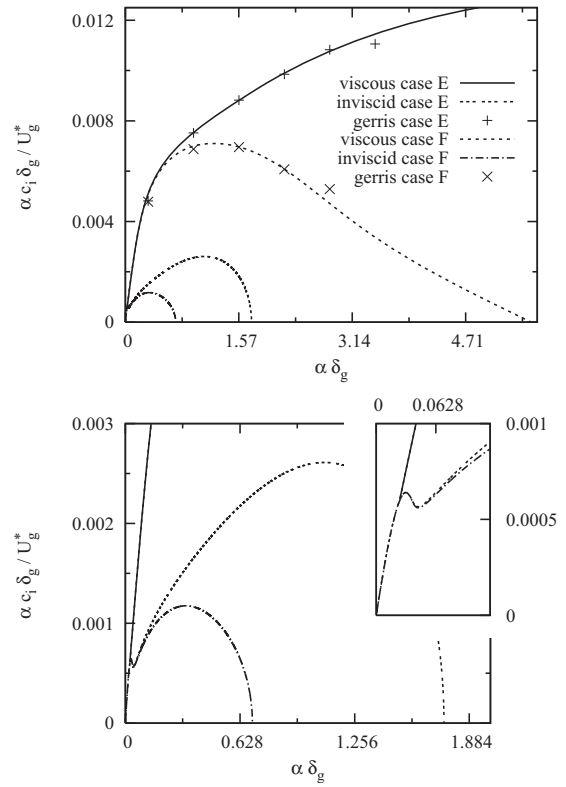 0.012
0.008
0.004
0
α c_i δ_g / U_g^*
viscous case E
inviscid case E
gerris case E
viscous case F
inviscid case F
gerris case F
0 1.57 3.14 4.71
α δ_g
0 0.0628
0.003
0.002
0.001
0
α c_i δ_g / U_g^*
0.001
0.0005
0
0 0.628 1.256 1.884
α δ_g